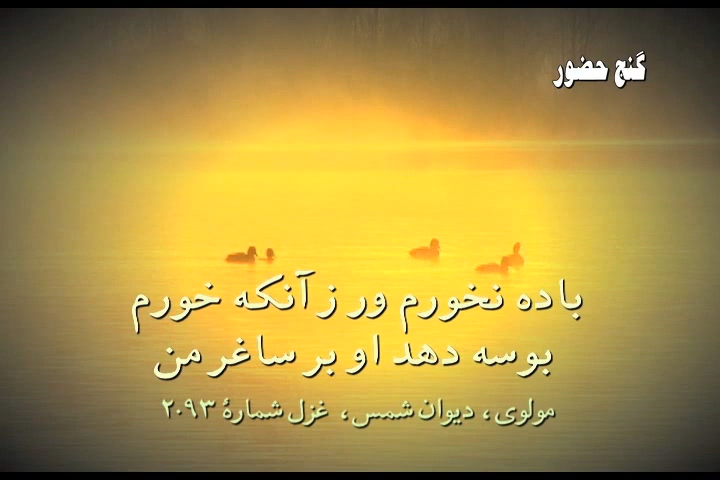 گنج حضور
باده نخورم ور زآنکه خورم
بوسه دهد او بر ساغر من
مولوی، دیوان شمس، غزل شمارهٔ ۲۰۹۳